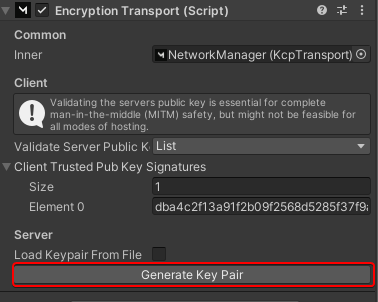 Encryption Transport (Script)
Common
Inner NetworkManager (KcpTransport)
Client
Validating the servers public key is essential for complete
man-in-the-middle (MITM) safety, but might not be feasible for
all modes of hosting.
Validate Server Public K List
Client Trusted Pub Key Signatures
Size 1
Element 0 dba4c2f13a91f2b09f2568d5285f37f9
Server
Load Keypair From File
Generate Key Pair